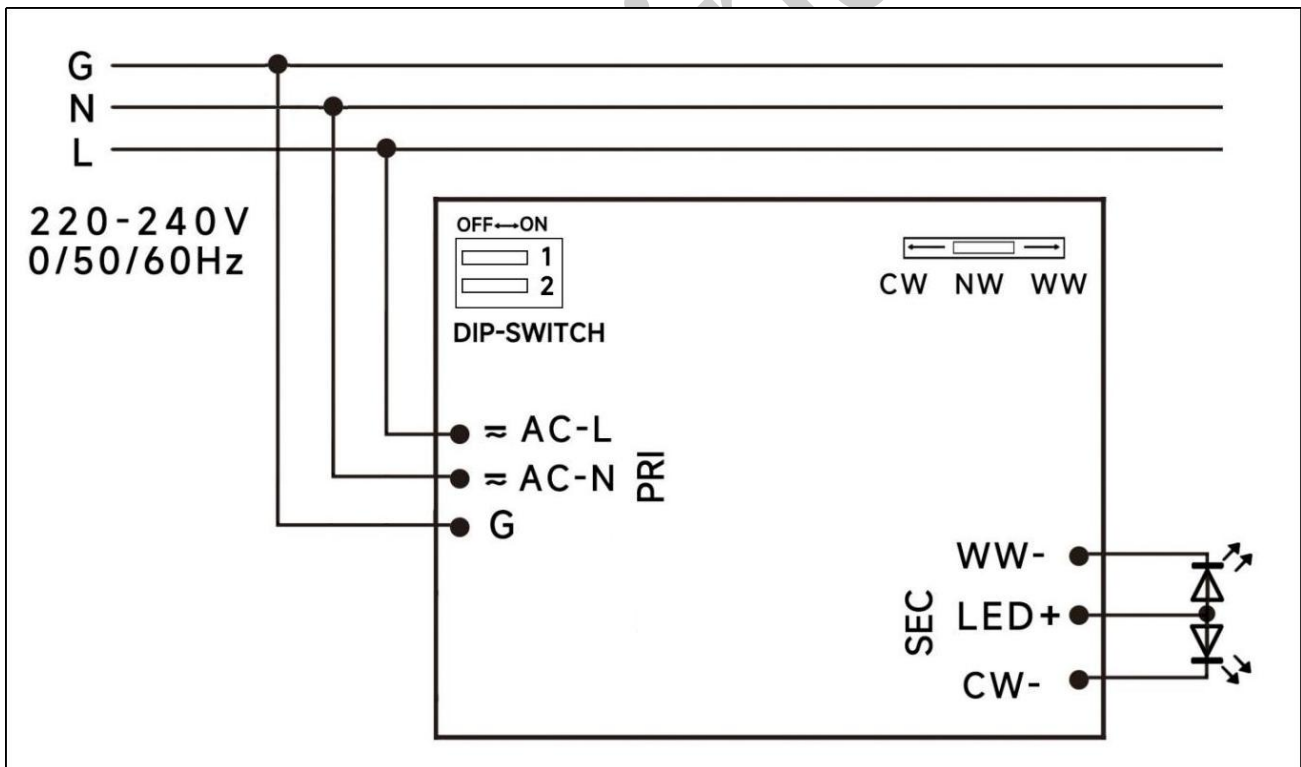 G
N
L
220-240V
0/50/60Hz
OFF↔ON
1
2
DIP-SWITCH
CW NW WW
≂ AC-L
≂ AC-N
PRI
G
WW-
SEC
LED+
CW-